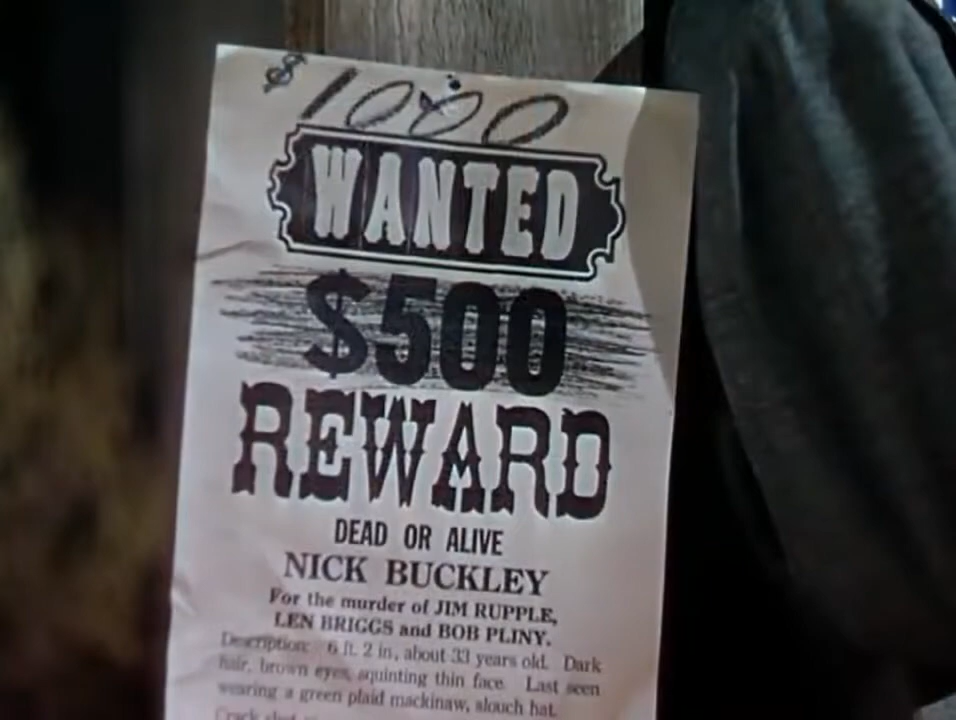 $1000
WANTED
$500
REWARD
DEAD OR ALIVE
NICK BUCKLEY
For the murder of JIM RUPPLE,
LEN BRIGGS and BOB PLINY.
Description: 6 ft. 2 in, about 33 years old. Dark
hair, brown eyes, squinting thin face. Last seen
wearing a green plaid mackinaw, slouch hat.
Crack shot